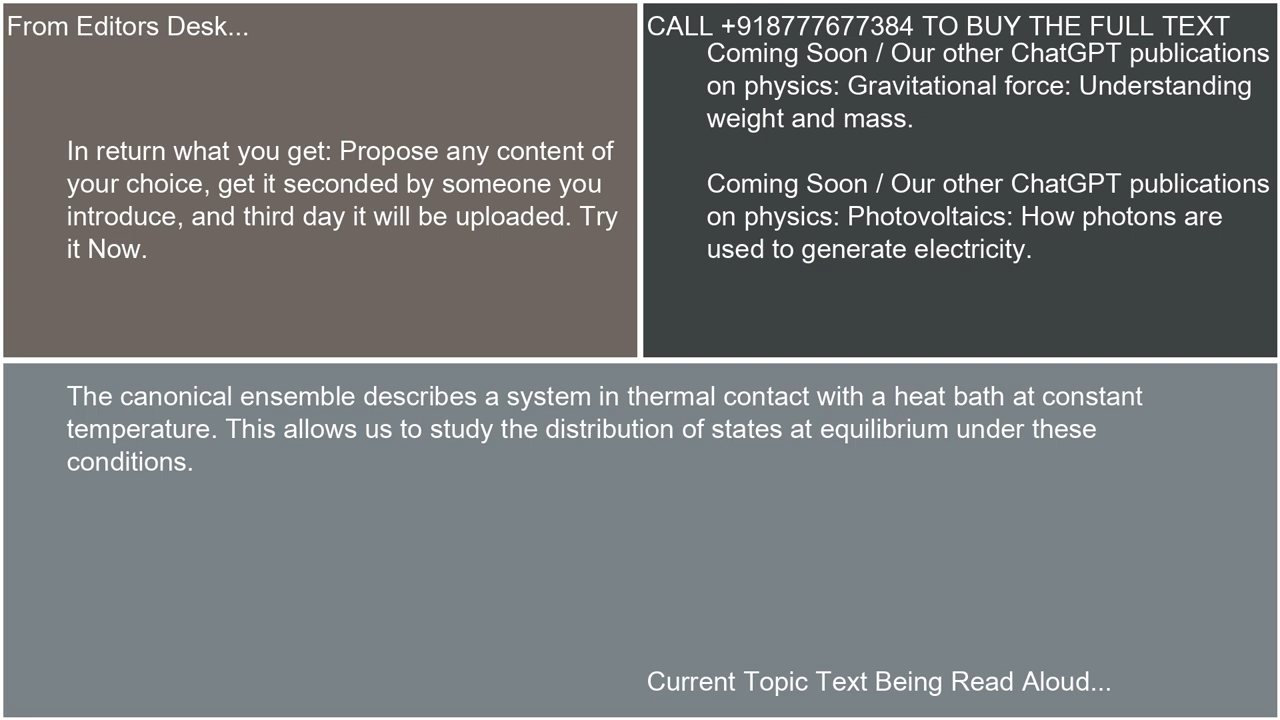 From Editors Desk...
In return what you get: Propose any content of
your choice, get it seconded by someone you
introduce, and third day it will be uploaded. Try
it Now.
CALL +918777677384 TO BUY THE FULL TEXT
Coming Soon / Our other ChatGPT publications
on physics: Gravitational force: Understanding
weight and mass.
Coming Soon / Our other ChatGPT publications
on physics: Photovoltaics: How photons are
used to generate electricity.
The canonical ensemble describes a system in thermal contact with a heat bath at constant
temperature. This allows us to study the distribution of states at equilibrium under these
conditions.
Current Topic Text Being Read Aloud...